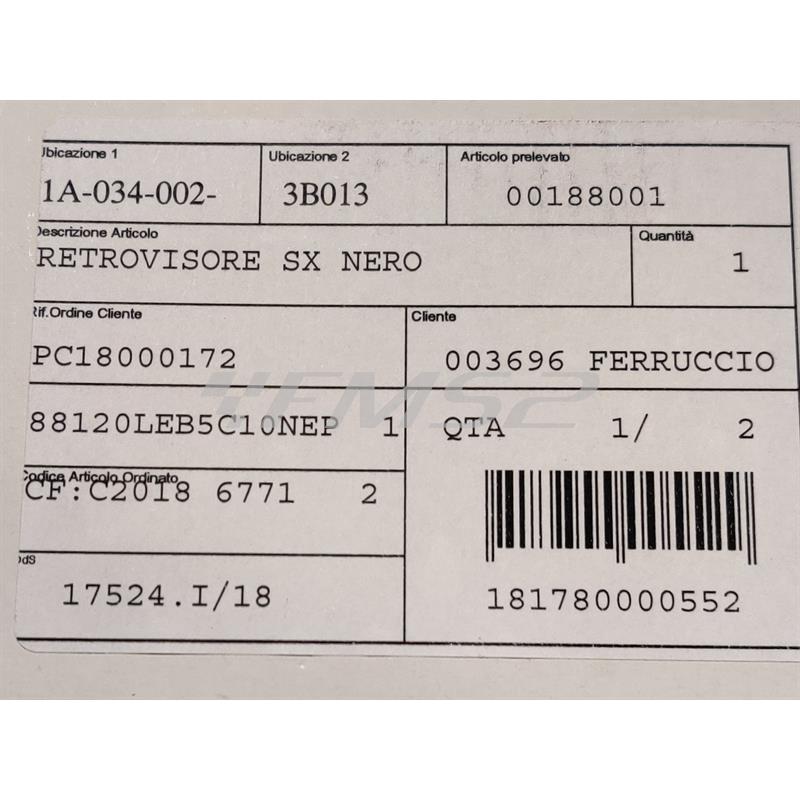 Ubicazione 1 Ubicazione 2 Articolo prelevato
1A-034-002- 3B013 00188001
Descrizione Articolo Quantità
RETROVISORE SX NERO 1
Rif.Ordine Cliente Cliente
PC18000172 003696 FERRUCCIO
88120LEB5C10NEP 1 QTA 1/ 2
Codice Articolo Ordinato
CF:C2018 6771 2
OdS
17524.I/18 181780000552